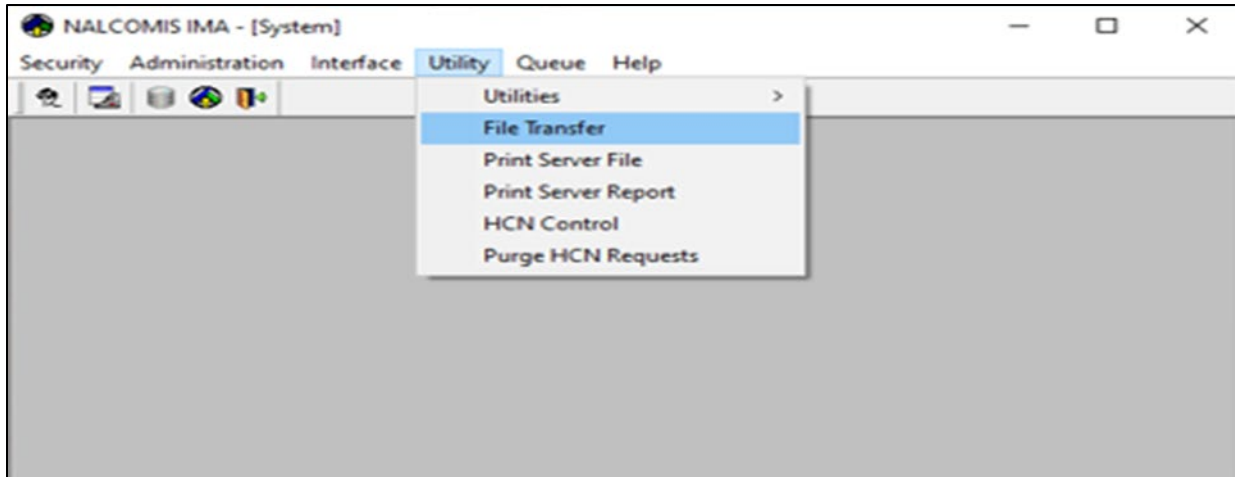 NALCOMIS IMA - [System]
Security Administration Interface Utility Queue Help
Utilities >
File Transfer
Print Server File
Print Server Report
HCN Control
Purge HCN Requests